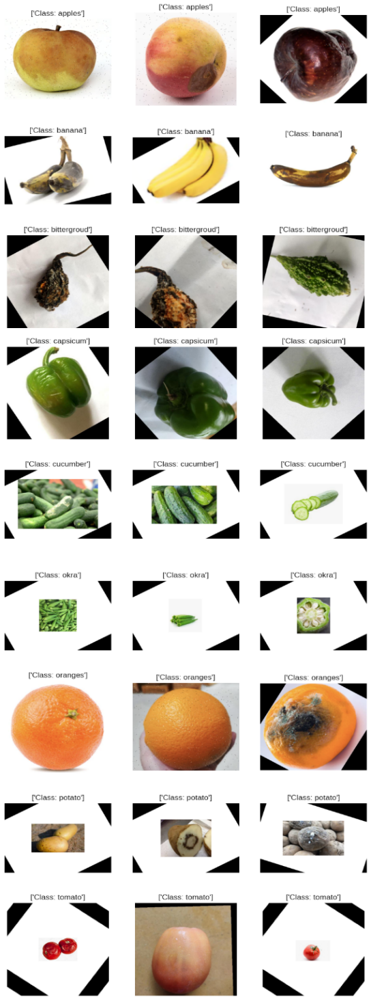 ['Class: apples']
['Class: apples']
['Class: apples']
['Class: banana']
['Class: banana']
['Class: banana']
['Class: bittergroud']
['Class: bittergroud']
['Class: bittergroud']
['Class: capsicum']
['Class: capsicum']
['Class: capsicum']
['Class: cucumber']
['Class: cucumber']
['Class: cucumber']
['Class: okra']
['Class: okra']
['Class: okra']
['Class: oranges']
['Class: oranges']
['Class: oranges']
['Class: potato']
['Class: potato']
['Class: potato']
['Class: tomato']
['Class: tomato']
['Class: tomato']